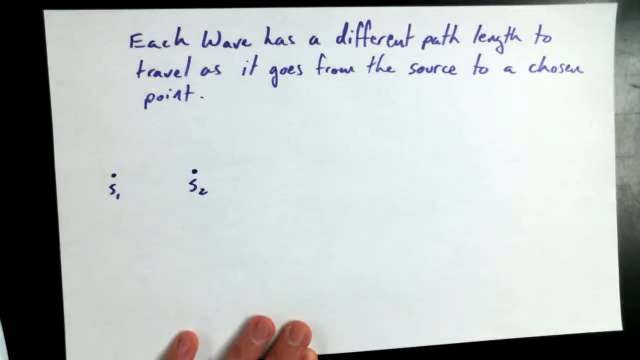 Each Wave has a different path length to
travel as it goes from the source to a chosen
point.
S₁ S₂